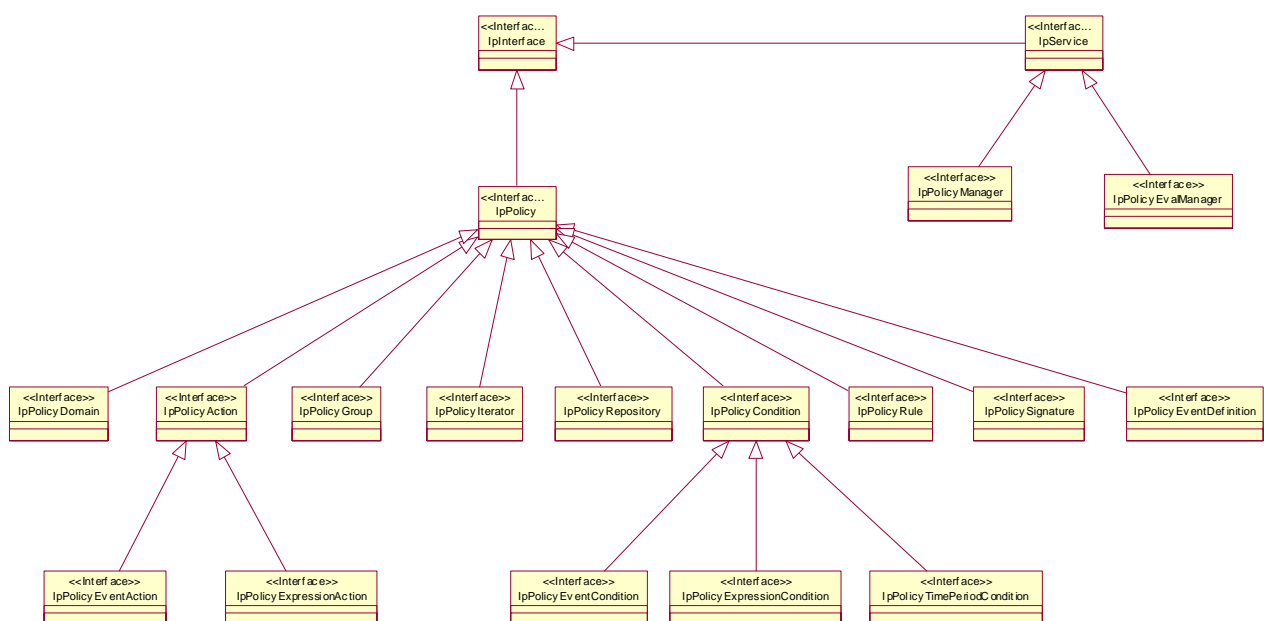 <<Interfac...
IpInterface
<<Interfac...
IpService
<<Interface>>
IpPolicyManager
<<Interface>>
IpPolicyEvalManager
<<Interfac...
IpPolicy
<<Interface>>
IpPolicyDomain
<<Interface>>
IpPolicyAction
<<Interface>>
IpPolicyGroup
<<Interface>>
IpPolicyIterator
<<Interface>>
IpPolicyRepository
<<Interface>>
IpPolicyCondition
<<Interface>>
IpPolicyRule
<<Interface>>
IpPolicySignature
<<Interface>>
IpPolicyEventDefinition
<<Interface>>
IpPolicyEventAction
<<Interface>>
IpPolicyExpressionAction
<<Interface>>
IpPolicyEventCondition
<<Interface>>
IpPolicyExpressionCondition
<<Interface>>
IpPolicyTimePeriodCondition